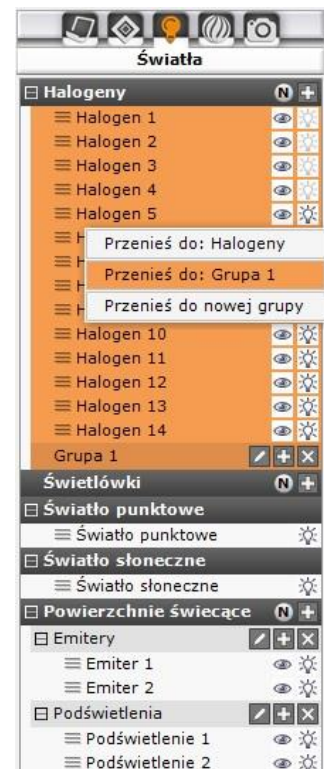 Światła
Halogeny N
Halogen 1
Halogen 2
Halogen 3
Halogen 4
Halogen 5
H
Przenieś do: Halogeny
H
Przenieś do: Grupa 1
H
Przenieś do nowej grupy
H
Halogen 10
Halogen 11
Halogen 12
Halogen 13
Halogen 14
Grupa 1
Świetlówki N
Światło punktowe
Światło punktowe
Światło słoneczne
Światło słoneczne
Powierzchnie świecące N
Emitery
Emiter 1
Emiter 2
Podświetlenia
Podświetlenie 1
Podświetlenie 2